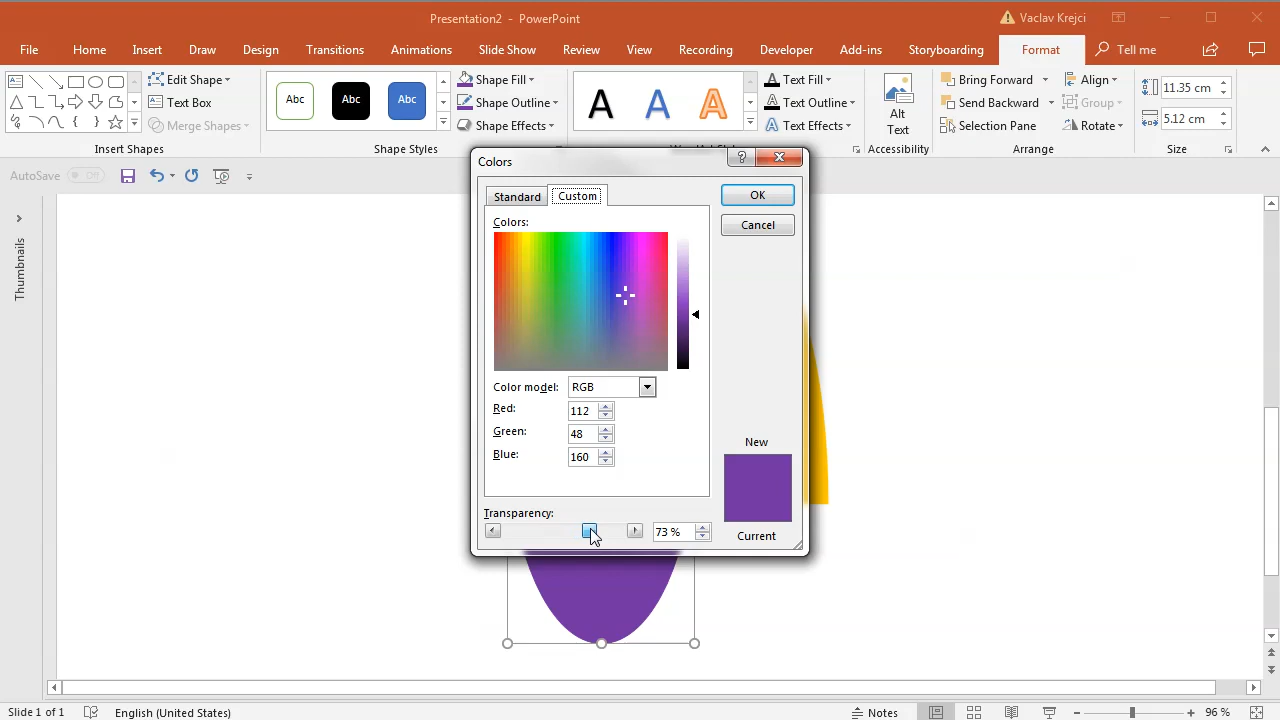 Presentation2 - PowerPoint
Vaclav Krejci
File Home Insert Draw Design Transitions Animations Slide Show Review View Recording Developer Add-ins Storyboarding Format Tell me
Edit Shape
Text Box
Merge Shapes
Insert Shapes
Abc Abc Abc
Shape Fill
Shape Outline
Shape Effects
Shape Styles
A A A
Text Fill
Text Outline
Text Effects
Alt
Text
Accessibility
Bring Forward
Send Backward
Selection Pane
Align
Group
Rotate
Arrange
11.35 cm
5.12 cm
Size
AutoSave
Thumbnails
Colors
Standard Custom
OK
Cancel
Colors:
Color model: RGB
Red: 112
Green: 48
Blue: 160
New
Current
Transparency:
73 %
Slide 1 of 1 English (United States) Notes 96 %